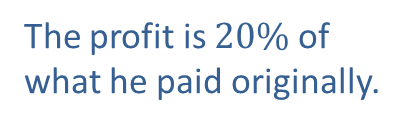 The profit is 20% of
what he paid originally.